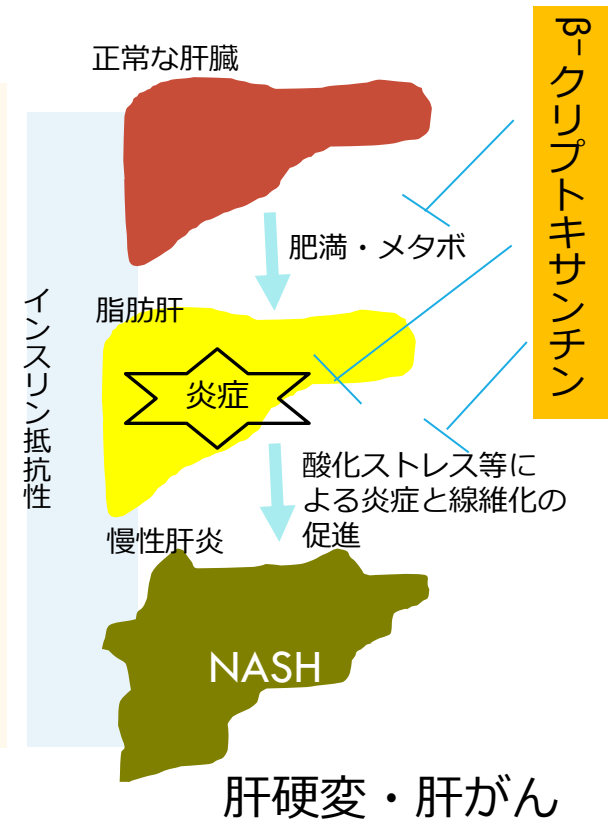 正常な肝臓
β-クリプトキサンチン
肥満・メタボ
インスリン抵抗性
脂肪肝
炎症
酸化ストレス等に
よる炎症と線維化の
促進
慢性肝炎
NASH
肝硬変・肝がん